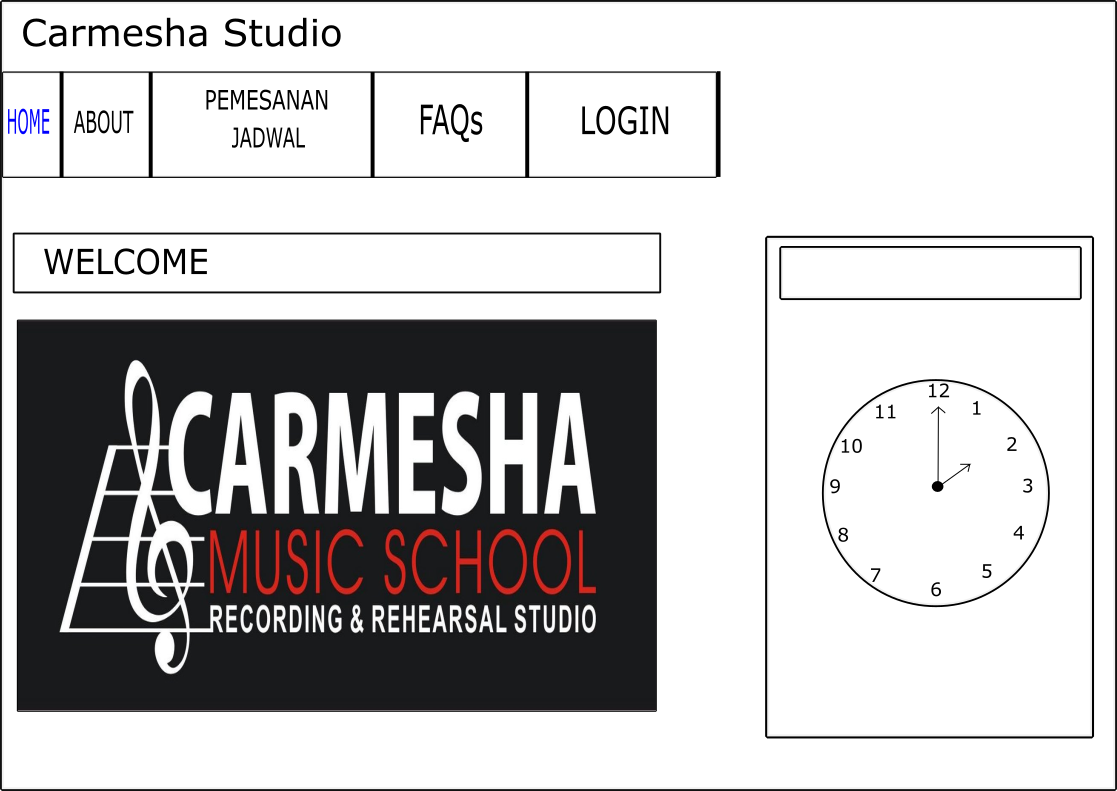 Carmesha Studio
HOME
ABOUT
PEMESANAN
JADWAL
FAQs
LOGIN
WELCOME
CARMESHA
MUSIC SCHOOL
RECORDING & REHEARSAL STUDIO
12
1
2
3
4
5
6
7
8
9
10
11